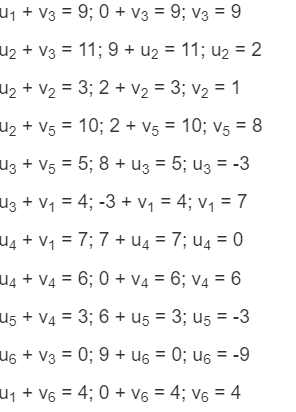 u₁ + v₃ = 9; 0 + v₃ = 9; v₃ = 9
u₂ + v₃ = 11; 9 + u₂ = 11; u₂ = 2
u₂ + v₂ = 3; 2 + v₂ = 3; v₂ = 1
u₂ + v₅ = 10; 2 + v₅ = 10; v₅ = 8
u₃ + v₅ = 5; 8 + u₃ = 5; u₃ = -3
u₃ + v₁ = 4; -3 + v₁ = 4; v₁ = 7
u₄ + v₁ = 7; 7 + u₄ = 7; u₄ = 0
u₄ + v₄ = 6; 0 + v₄ = 6; v₄ = 6
u₅ + v₄ = 3; 6 + u₅ = 3; u₅ = -3
u₆ + v₃ = 0; 9 + u₆ = 0; u₆ = -9
u₁ + v₆ = 4; 0 + v₆ = 4; v₆ = 4